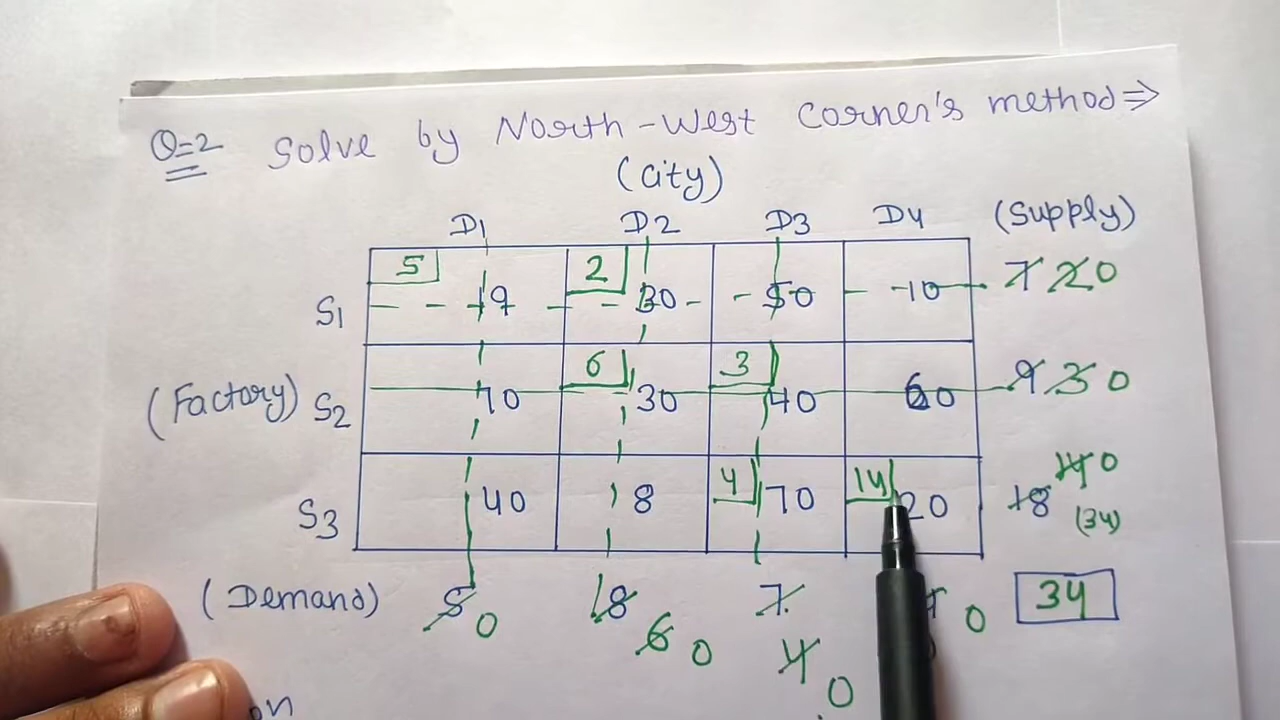 Q=2 Solve by North-West Corner's method⇒
(City)
D1 D2 D3 D4 (Supply)
5 2
S1 19 30 50 10 7 2 0
6 3
(Factory) S2 70 30 40 60 9 3 0
4 14 14 0
S3 40 8 70 20 18 (34)
(Demand) 5 0 8 6 0 7 4 0 0 34